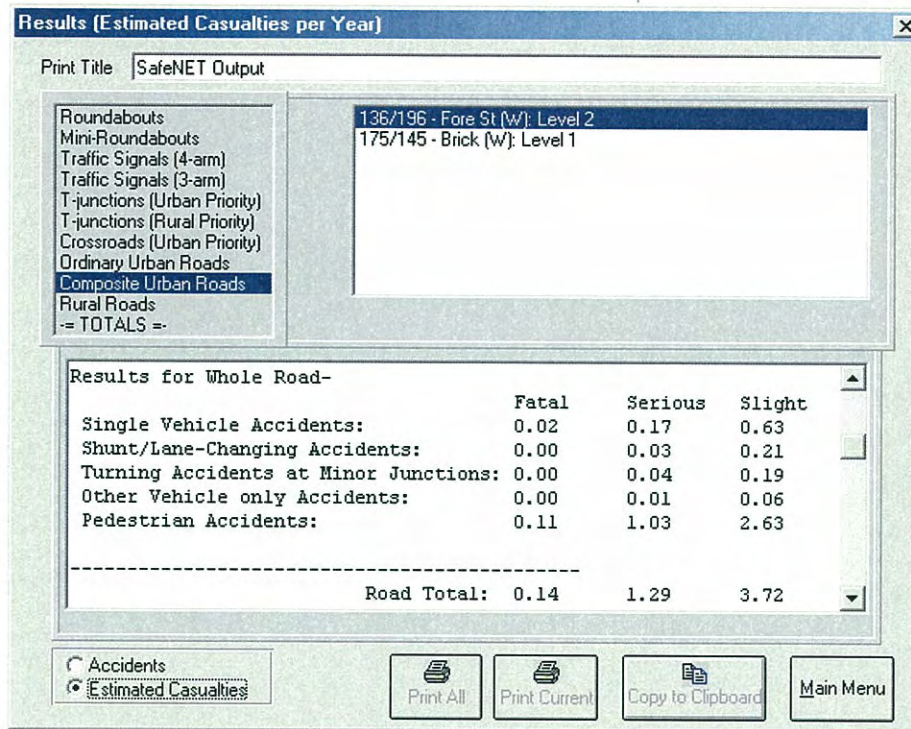 Results (Estimated Casualties per Year)
Print Title SafeNET Output
Roundabouts
Mini-Roundabouts
Traffic Signals (4-arm)
Traffic Signals (3-arm)
T-junctions (Urban Priority)
T-junctions (Rural Priority)
Crossroads (Urban Priority)
Ordinary Urban Roads
Composite Urban Roads
Rural Roads
-= TOTALS =-
136/196 - Fore St (W): Level 2
175/145 - Brick (W): Level 1
Results for Whole Road-
Fatal Serious Slight
Single Vehicle Accidents: 0.02 0.17 0.63
Shunt/Lane-Changing Accidents: 0.00 0.03 0.21
Turning Accidents at Minor Junctions: 0.00 0.04 0.19
Other Vehicle only Accidents: 0.00 0.01 0.06
Pedestrian Accidents: 0.11 1.03 2.63
---------------------------------------------
Road Total: 0.14 1.29 3.72
Accidents
Estimated Casualties
Print All
Print Current
Copy to Clipboard
Main Menu